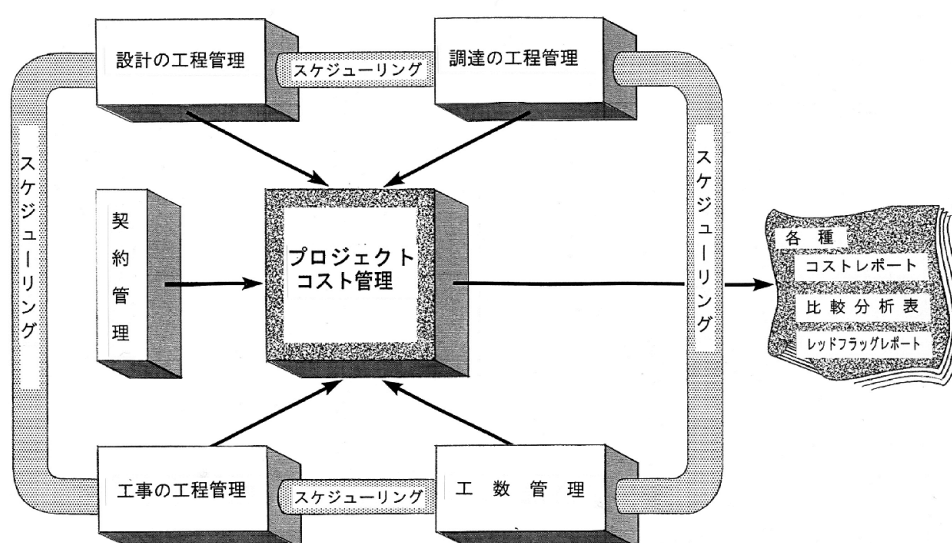 設計の工程管理
スケジューリング
調達の工程管理
スケジューリング
スケジューリング
契約管理
プロジェクト
コスト管理
各種
コストレポート
比較分析表
レッドフラッグレポート
工事の工程管理
スケジューリング
工数管理